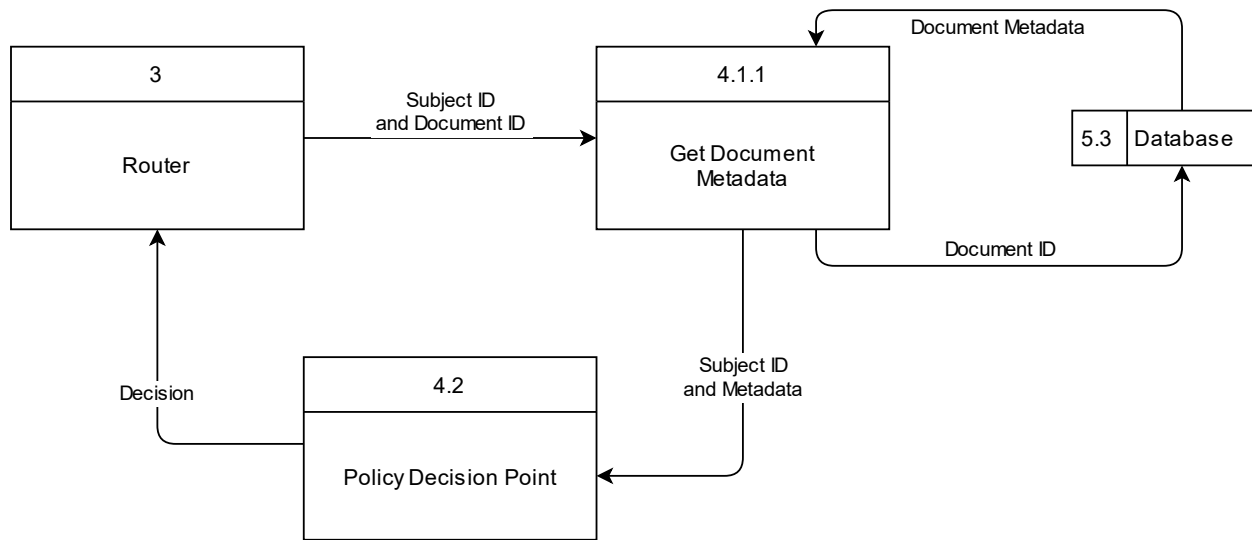 Document Metadata
3
4.1.1
Subject ID
and Document ID
5.3
Database
Router
Get Document
Metadata
Document ID
Subject ID
and Metadata
Decision
4.2
Policy Decision Point